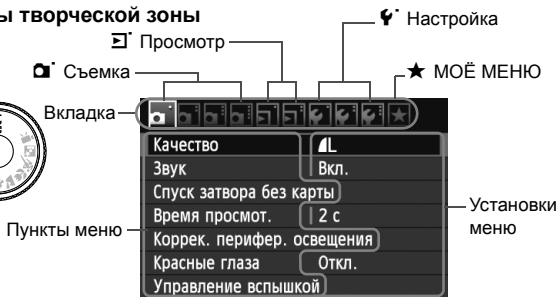 ы творческой зоны
Настройка
Просмотр
Съемка
★ МОЁ МЕНЮ
Вкладка
Качество L
Звук Вкл.
Спуск затвора без карты
Время просмот. 2 с
Установки меню
Пункты меню
Коррек. перифер. освещения
Красные глаза Откл.
Управление вспышкой